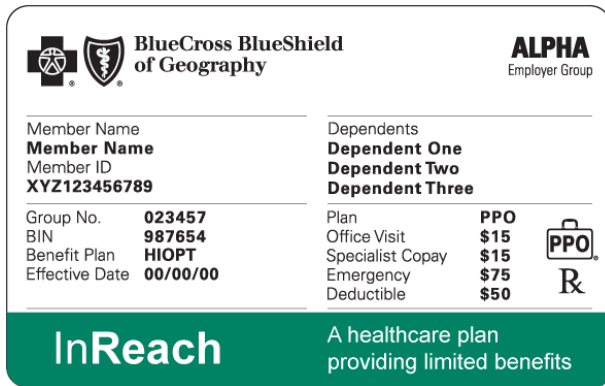 BlueCross BlueShield
of Geography
ALPHA
Employer Group
Member Name
Member Name
Member ID
XYZ123456789
Dependents
Dependent One
Dependent Two
Dependent Three
Group No. 023457
BIN 987654
Benefit Plan HIOPT
Effective Date 00/00/00
Plan PPO
Office Visit $15
Specialist Copay $15
Emergency $75
Deductible $50
PPO
Rx
InReach
A healthcare plan
providing limited benefits